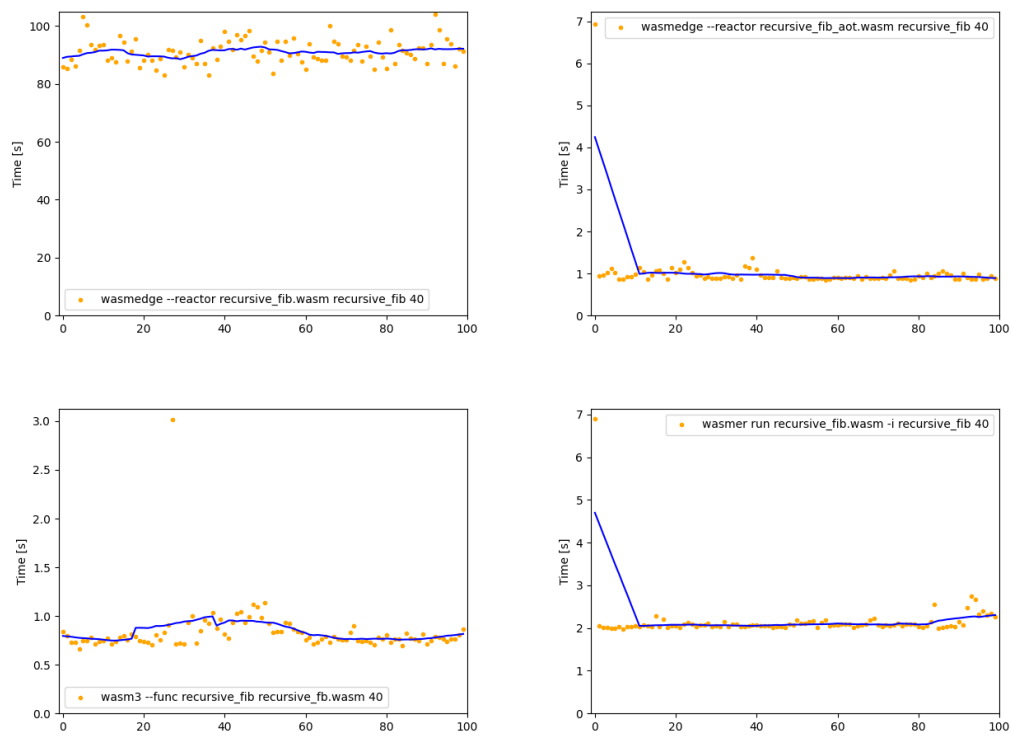 100
80
60
40
20
0
Time [s]
wasmedge --reactor recursive_fib.wasm recursive_fib 40
0 20 40 60 80 100
7
6
5
4
3
2
1
0
Time [s]
wasmedge --reactor recursive_fib_aot.wasm recursive_fib 40
0 20 40 60 80 100
3.0
2.5
2.0
1.5
1.0
0.5
0.0
Time [s]
wasm3 --func recursive_fib recursive_fb.wasm 40
0 20 40 60 80 100
7
6
5
4
3
2
1
0
Time [s]
wasmer run recursive_fib.wasm -i recursive_fib 40
0 20 40 60 80 100